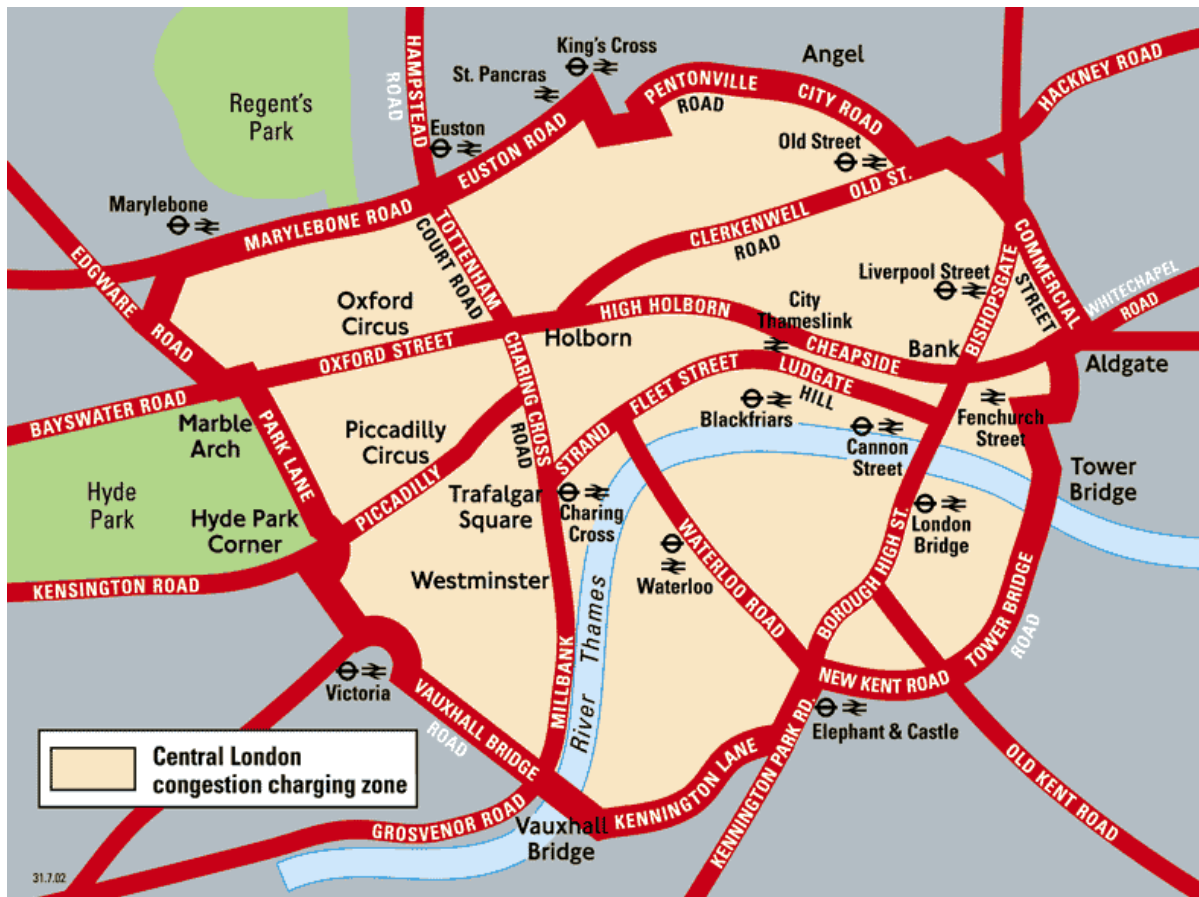 King's Cross
Angel
St. Pancras
HAMPSTEAD
ROAD
PENTONVILLE
ROAD
CITY ROAD
HACKNEY ROAD
Regent's
Park
Euston
EUSTON ROAD
Old Street
OLD ST.
Marylebone
MARYLEBONE ROAD
TOTTENHAM
COURT ROAD
CLERKENWELL
ROAD
COMMERCIAL
STREET
EDGWARE
ROAD
Oxford
Circus
OXFORD STREET
HIGH HOLBORN
Holborn
City
Thameslink
Liverpool Street
BISHOPSGATE
WHITECHAPEL
ROAD
CHEAPSIDE
Bank
Aldgate
BAYSWATER ROAD
Marble
Arch
PARK LANE
CHARING CROSS
ROAD
FLEET STREET
LUDGATE
HILL
Blackfriars
Fenchurch
Street
Cannon
Street
Piccadilly
Circus
PICCADILLY
STRAND
Tower
Bridge
Hyde
Park
Hyde Park
Corner
Trafalgar
Square
Charing
Cross
London
Bridge
KENSINGTON ROAD
Westminster
Waterloo
WATERLOO ROAD
BOROUGH HIGH ST.
TOWER BRIDGE
ROAD
River Thames
MILLBANK
Victoria
VAUXHALL BRIDGE
ROAD
NEW KENT ROAD
Elephant & Castle
KENNINGTON PARK RD.
OLD KENT ROAD
KENNINGTON LANE
Central London
congestion charging zone
GROSVENOR ROAD
Vauxhall
Bridge
31.7.02